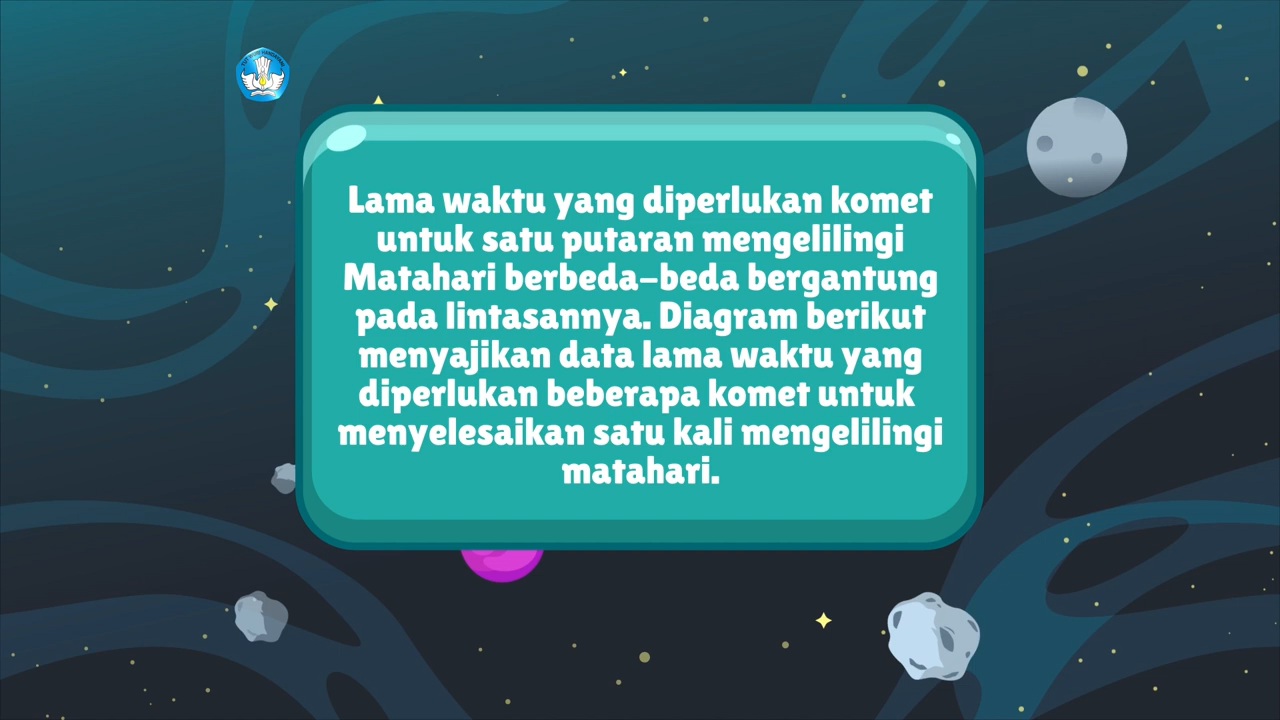 Lama waktu yang diperlukan komet
untuk satu putaran mengelilingi
Matahari berbeda-beda bergantung
pada lintasannya. Diagram berikut
menyajikan data lama waktu yang
diperlukan beberapa komet untuk
menyelesaikan satu kali mengelilingi
matahari.